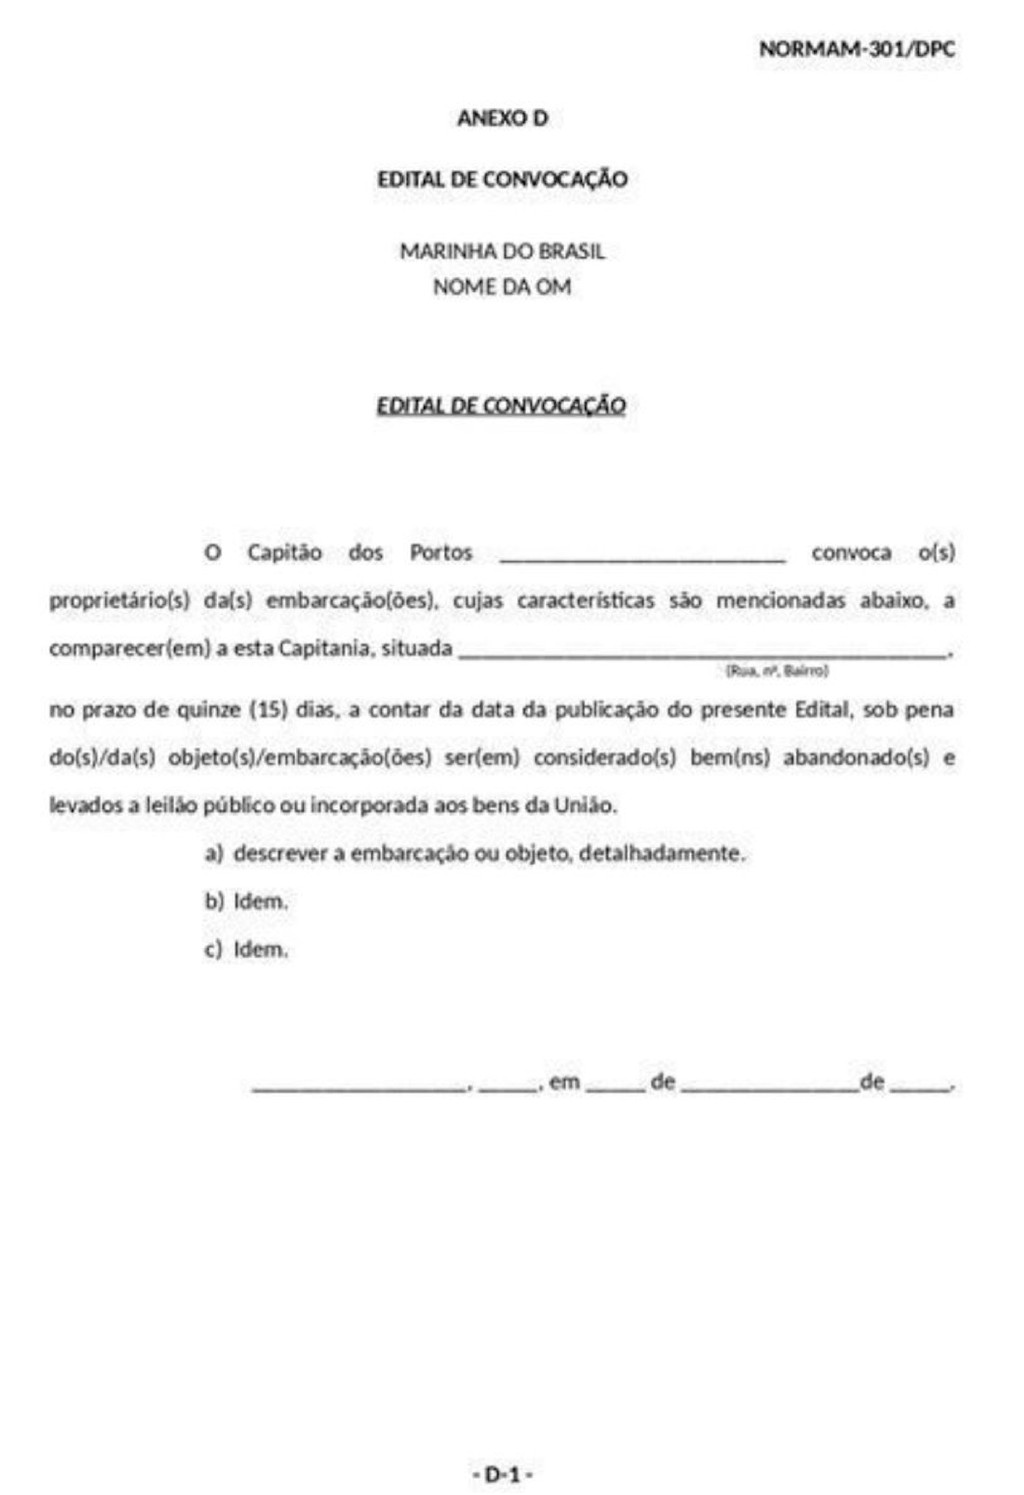 NORMAM-301/DPC
ANEXO D
EDITAL DE CONVOCAÇÃO
MARINHA DO BRASIL
NOME DA OM
EDITAL DE CONVOCAÇÃO
O Capitão dos Portos ________________________ convoca o(s)
proprietário(s) da(s) embarcação(ões), cujas características são mencionadas abaixo, a
comparecer(em) a esta Capitania, situada _________________________________________,
(Rua, nº, Bairro)
no prazo de quinze (15) dias, a contar da data da publicação do presente Edital, sob pena
do(s)/da(s) objeto(s)/embarcação(ões) ser(em) considerado(s) bem(ns) abandonado(s) e
levados a leilão público ou incorporada aos bens da União.
a) descrever a embarcação ou objeto, detalhadamente.
b) Idem.
c) Idem.
__________________, _____, em _____ de _______________de _____.
- D-1 -